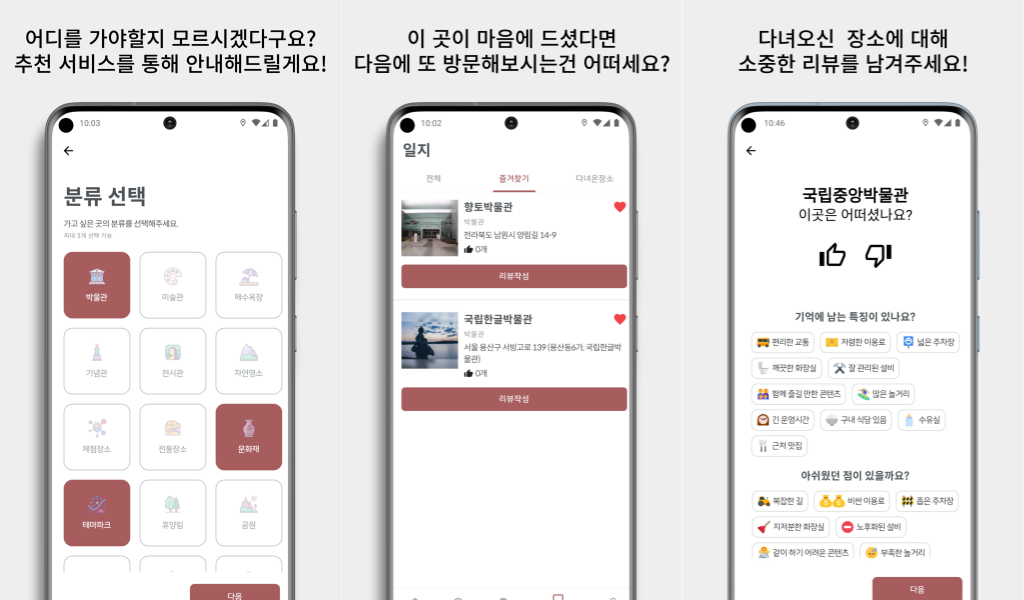 어디를 가야할지 모르시겠다구요?
추천 서비스를 통해 안내해드릴게요!
10:03
분류 선택
가고 싶은 곳의 분류를 선택해주세요.
최대 3개 선택 가능
박물관
미술관
해수욕장
기념관
전시관
자연명소
체험장소
전통장소
문화재
테마파크
휴양림
공원
다음
이 곳이 마음에 드셨다면
다음에 또 방문해보시는건 어떠세요?
10:02
일지
전체
즐겨찾기
다녀온장소
향토박물관
박물관
전라북도 남원시 양림길 14-9
0개
리뷰작성
국립한글박물관
박물관
서울 용산구 서빙고로 139 (용산동6가, 국립한글박
물관)
0개
리뷰작성
다녀오신 장소에 대해
소중한 리뷰를 남겨주세요!
10:46
국립중앙박물관
이곳은 어떠셨나요?
기억에 남는 특징이 있나요?
편리한 교통
저렴한 이용료
넓은 주차장
깨끗한 화장실
잘 관리된 설비
함께 즐길 만한 콘텐츠
많은 놀거리
긴 운영시간
구내 식당 있음
수유실
근처 맛집
아쉬웠던 점이 있을까요?
복잡한 길
비싼 이용료
좁은 주차장
지저분한 화장실
노후화된 설비
같이 하기 어려운 콘텐츠
부족한 놀거리
다음